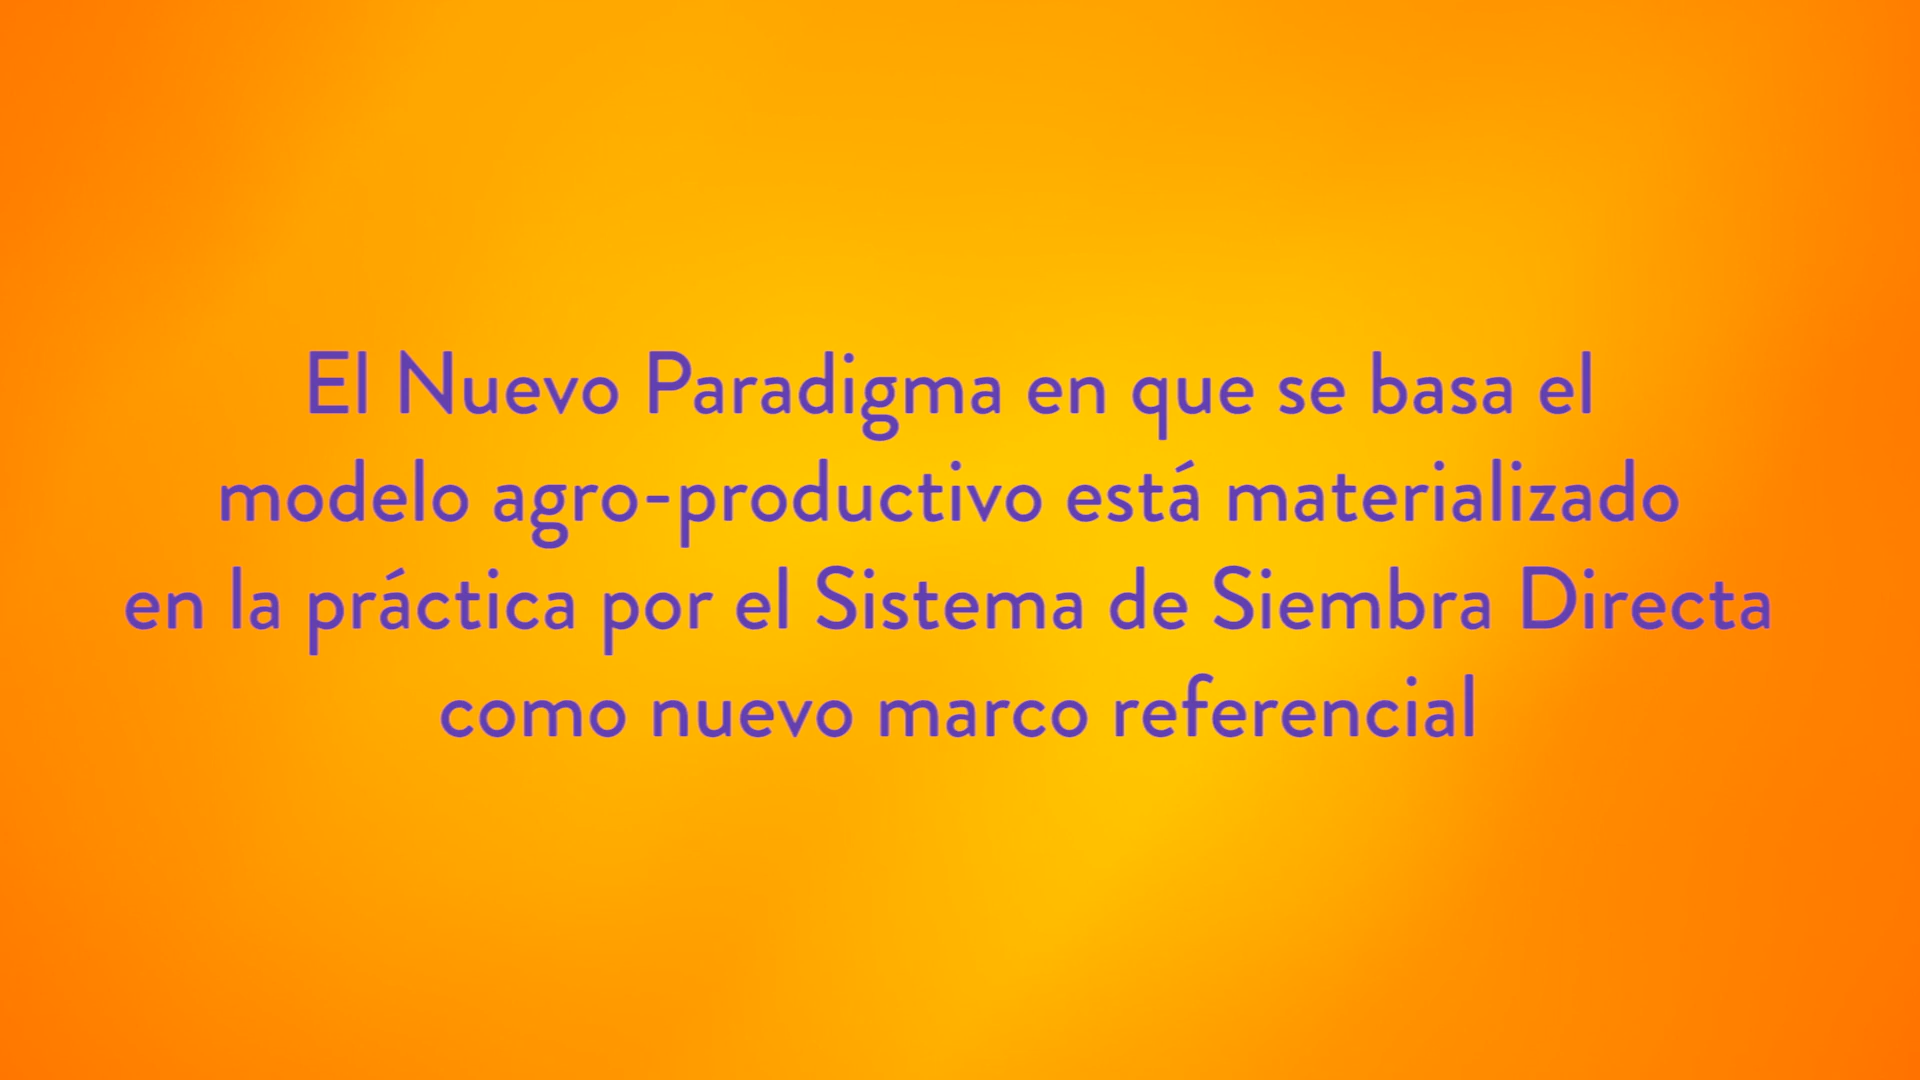 El Nuevo Paradigma en que se basa el
modelo agro-productivo está materializado
en la práctica por el Sistema de Siembra Directa
como nuevo marco referencial